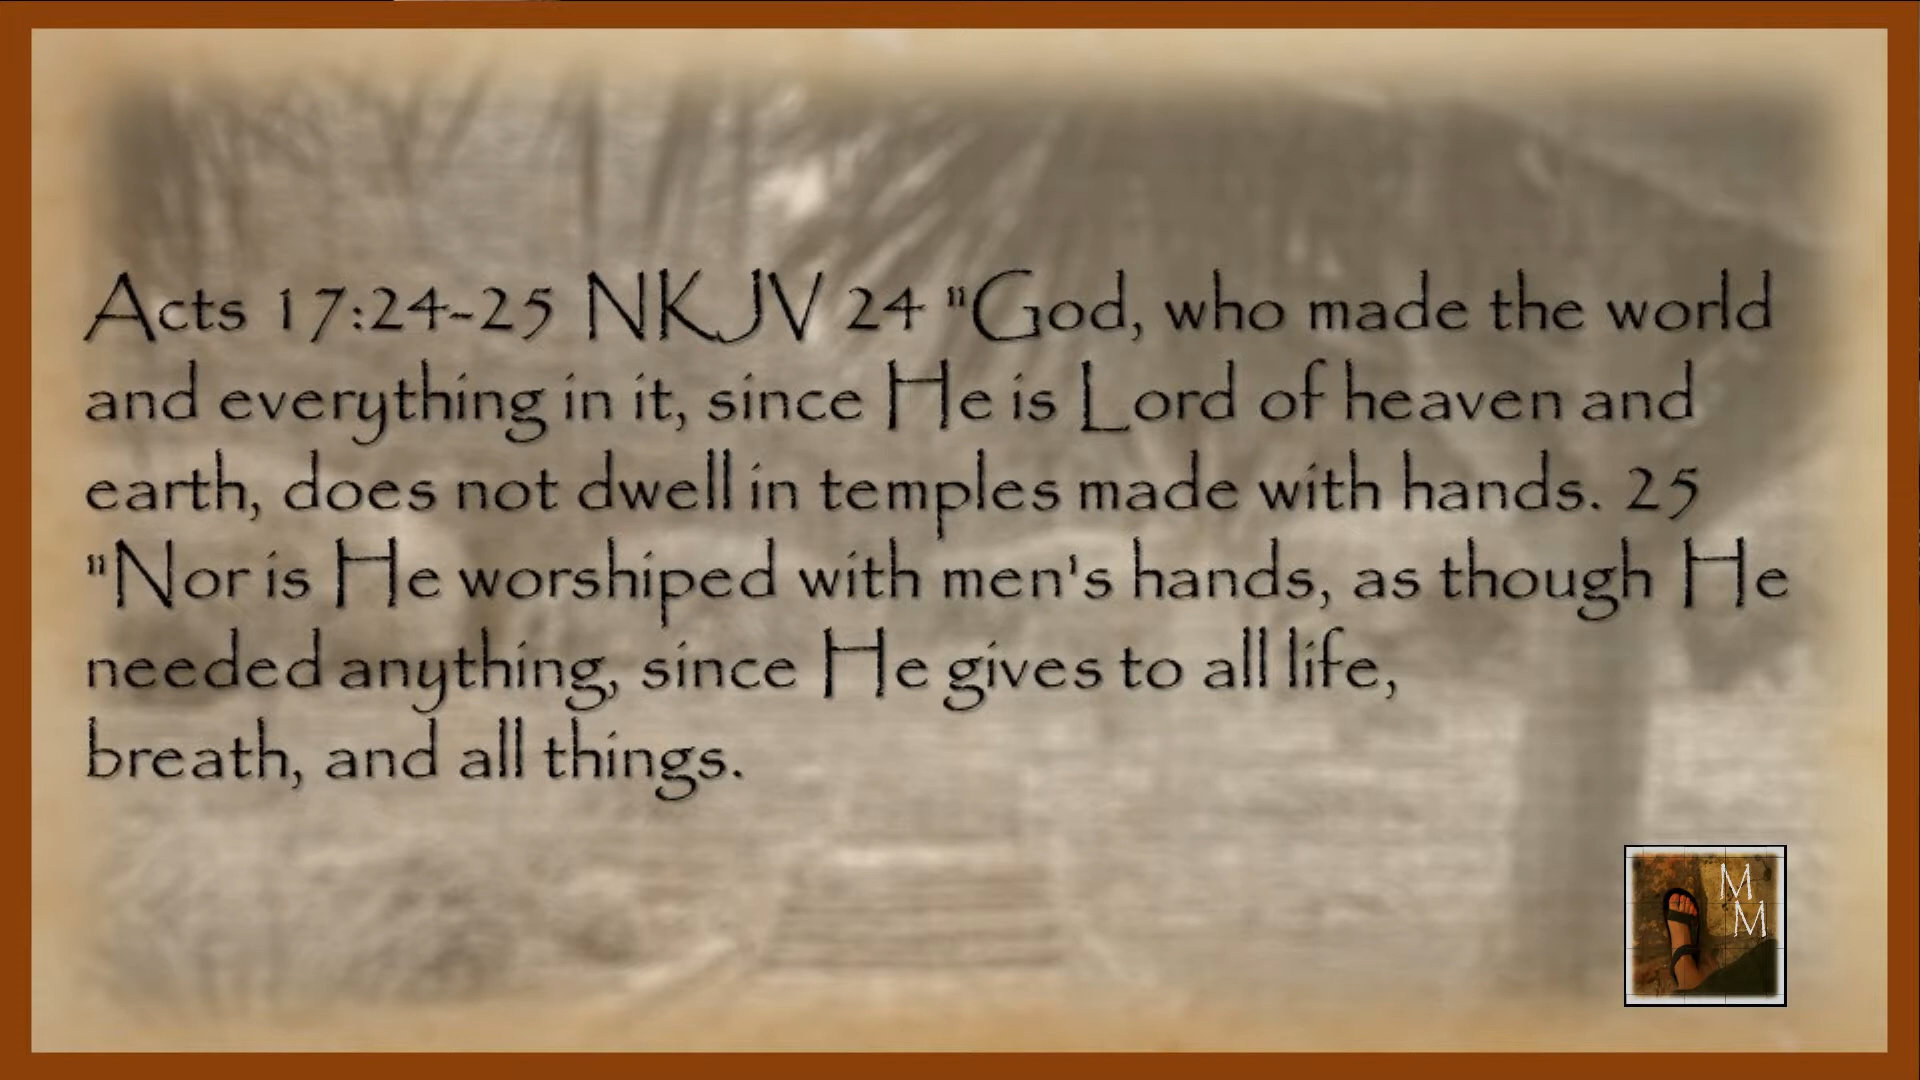 Acts 17:24-25 NKJV 24 "God, who made the world
and everything in it, since He is Lord of heaven and
earth, does not dwell in temples made with hands. 25
"Nor is He worshiped with men's hands, as though He
needed anything, since He gives to all life,
breath, and all things.
M
M